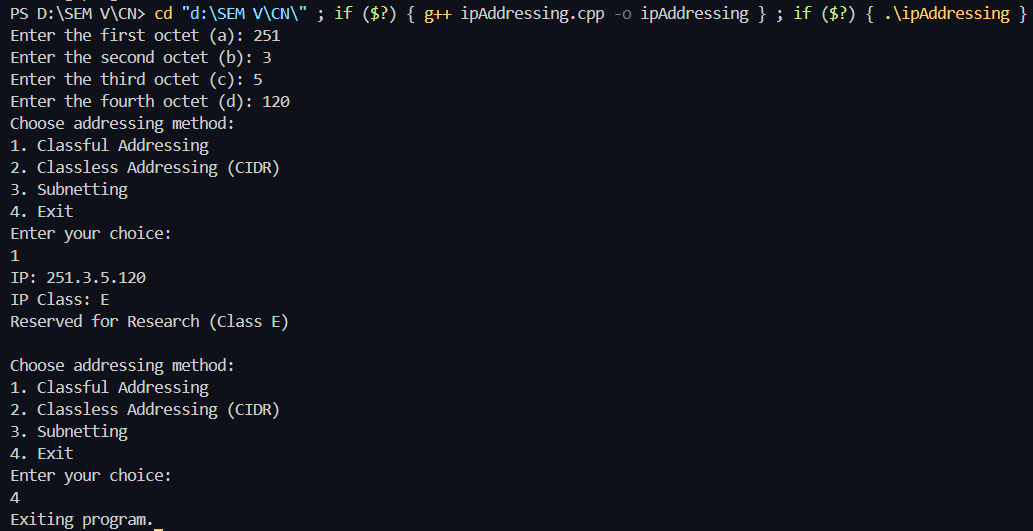 PS D:\SEM V\CN> cd "d:\SEM V\CN\" ; if ($?) { g++ ipAddressing.cpp -o ipAddressing } ; if ($?) { .\ipAddressing }
Enter the first octet (a): 251
Enter the second octet (b): 3
Enter the third octet (c): 5
Enter the fourth octet (d): 120
Choose addressing method:
1. Classful Addressing
2. Classless Addressing (CIDR)
3. Subnetting
4. Exit
Enter your choice:
1
IP: 251.3.5.120
IP Class: E
Reserved for Research (Class E)

Choose addressing method:
1. Classful Addressing
2. Classless Addressing (CIDR)
3. Subnetting
4. Exit
Enter your choice:
4
Exiting program.